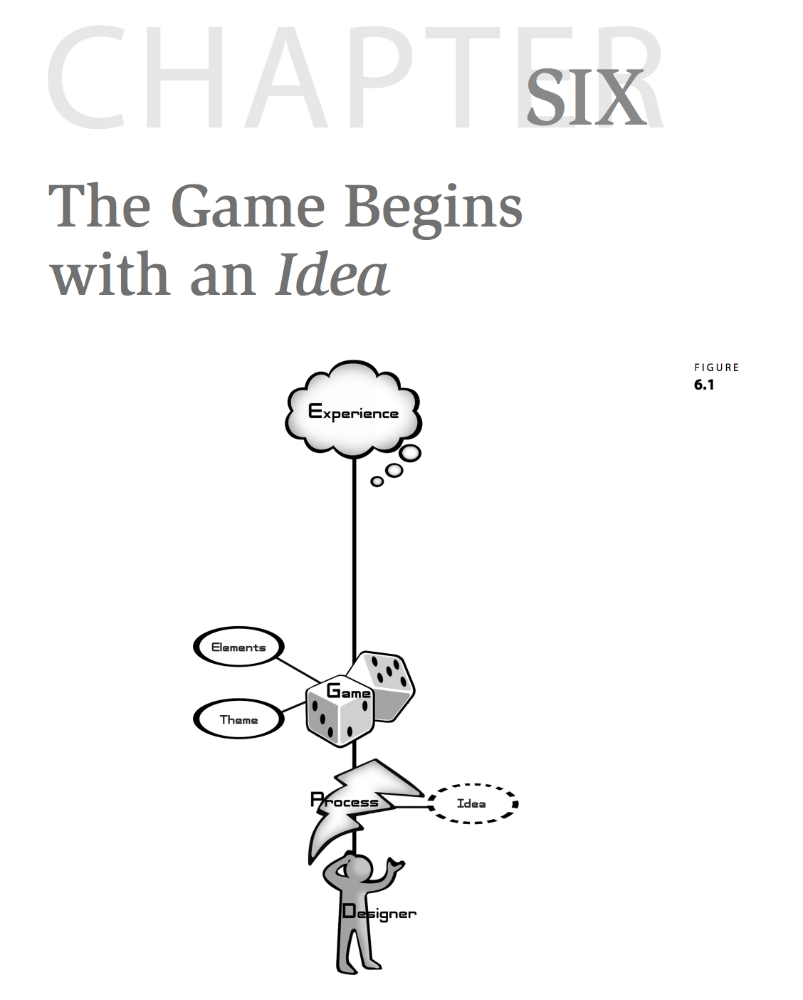 CHAPTER
SIX
The Game Begins
with an Idea
FIGURE
6.1
Experience
Elements
Game
Theme
Process
Idea
Designer